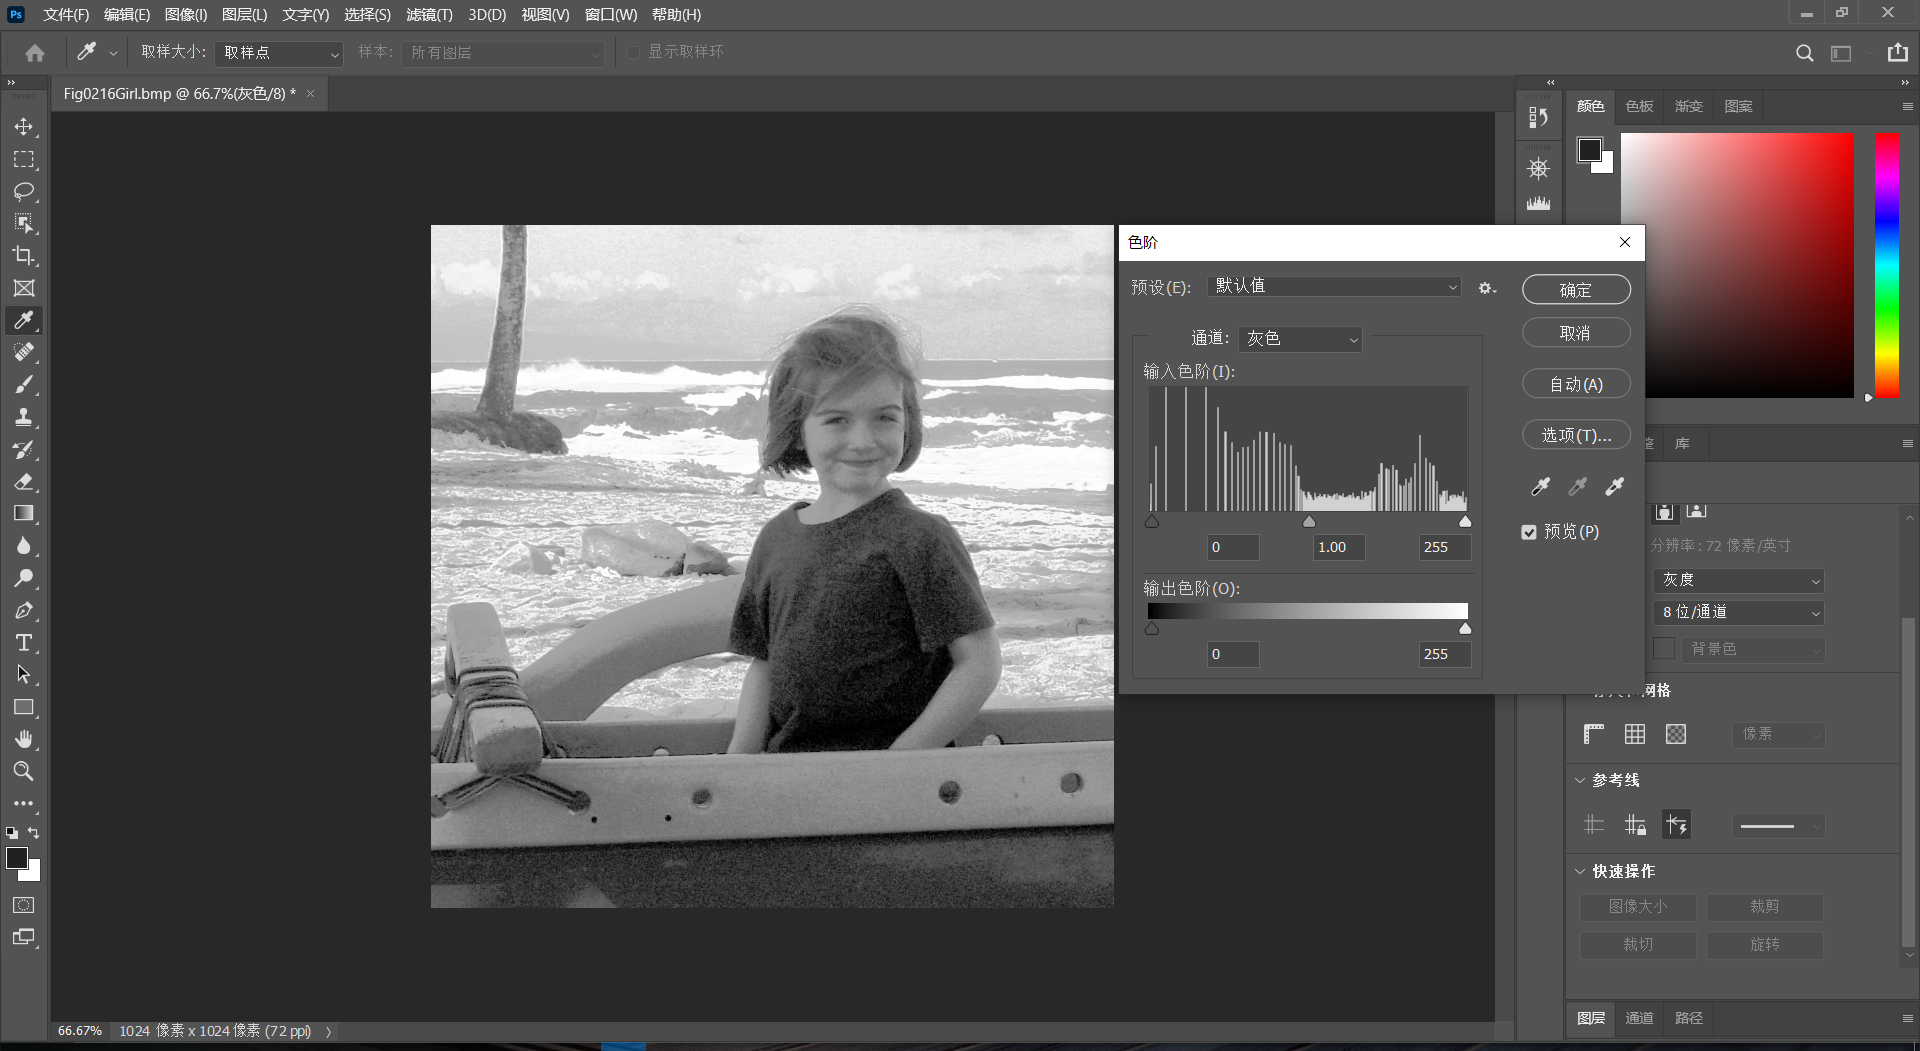 Ps 文件(F) 编辑(E) 图像(I) 图层(L) 文字(Y) 选择(S) 滤镜(T) 3D(D) 视图(V) 窗口(W) 帮助(H)
取样大小: 取样点 样本: 所有图层 显示取样环
Fig0216Girl.bmp @ 66.7%(灰色/8) *
颜色 色板 渐变 图案
色阶
预设(E): 默认值
确定
通道: 灰色
取消
输入色阶(I):
自动(A)
选项(T)...
库
预览(P)
0 1.00 255
分辨率: 72 像素/英寸
灰度
输出色阶(O):
8 位/通道
背景色
0 255
网格
像素
参考线
快速操作
图像大小 裁剪
裁切 旋转
图层 通道 路径
66.67% 1024 像素 x 1024 像素 (72 ppi)